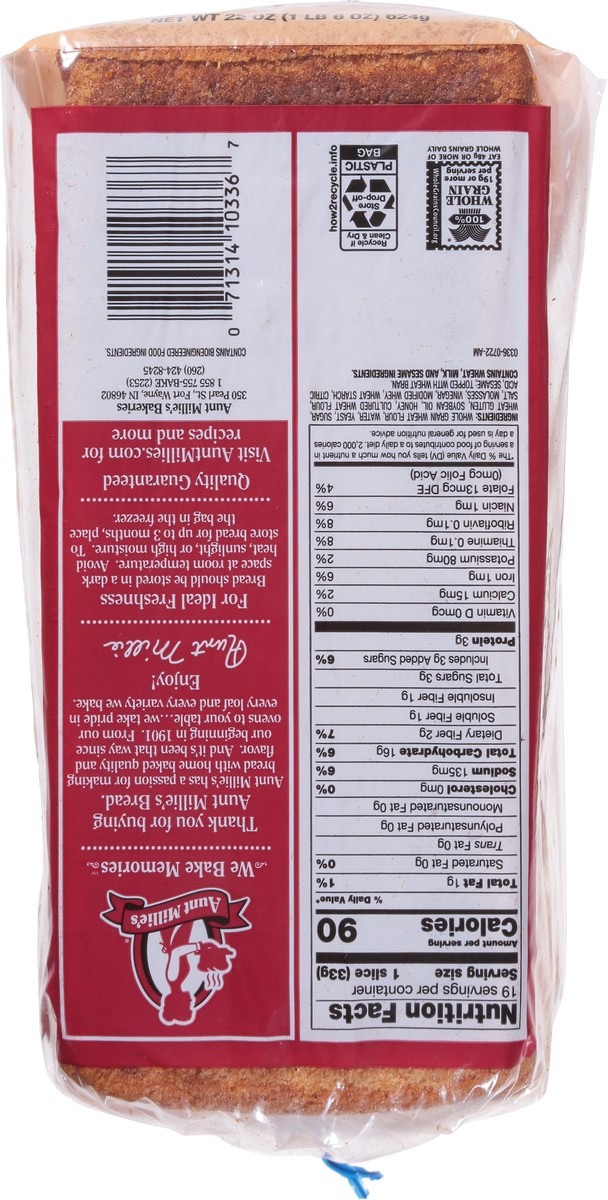 Nutrition Facts
19 servings per container
Serving size 1 slice (33g)
Amount per serving
Calories 90
% Daily Value*
Total Fat 1g 1%
Saturated Fat 0g 0%
Trans Fat 0g
Polyunsaturated Fat 0g
Monounsaturated Fat 0g
Cholesterol 0mg 0%
Sodium 135mg 6%
Total Carbohydrate 16g 6%
Dietary Fiber 2g 7%
Soluble Fiber 1g
Insoluble Fiber 1g
Total Sugars 3g
Includes 3g Added Sugars 6%
Protein 3g
Vitamin D 0mcg 0%
Calcium 15mg 2%
Iron 1mg 6%
Potassium 80mg 2%
Thiamine 0.1mg 8%
Riboflavin 0.1mg 8%
Niacin 1mg 6%
Folate 13mcg DFE 4%
(0mcg Folic Acid)
*The % Daily Value (DV) tells you how much a nutrient in
a serving of food contributes to a daily diet. 2,000 calories
a day is used for general nutrition advice.
INGREDIENTS: WHOLE GRAIN WHEAT FLOUR, WATER, YEAST, SUGAR,
WHEAT GLUTEN, SOYBEAN OIL, HONEY, CULTURED WHEAT FLOUR,
SALT, MOLASSES, VINEGAR, MODIFIED WHEY, WHEAT STARCH, CITRIC
ACID, SESAME. TOPPED WITH WHEAT BRAN.
CONTAINS WHEAT, MILK, AND SESAME INGREDIENTS.
0336-0722-AM
100%
WHOLE
GRAIN
19g or more
per serving
WholeGrainsCouncil.org
EAT 48g OR MORE OF
WHOLE GRAINS DAILY
Recycle if
Clean & Dry
Store
Drop-off
PLASTIC
BAG
how2recycle.info
Aunt Millie's
We Bake Memories™
Thank you for buying
Aunt Millie's Bread.
Aunt Millie's has a passion for making
bread with home baked quality and
flavor. And it's been that way since
our beginning in 1901. From our
ovens to your table...we take pride in
every loaf and every variety we bake.
Enjoy!
Aunt Millie
For Ideal Freshness
Bread should be stored in a dark
space at room temperature. Avoid
heat, sunlight, or high moisture. To
store bread for up to 3 months, place
the bag in the freezer.
Quality Guaranteed
Visit AuntMillies.com for
recipes and more
Aunt Millie's Bakeries
350 Pearl St., Fort Wayne, IN 46802
1 855-755-BAKE (2253)
(260) 424-8245
CONTAINS BIOENGINEERED FOOD INGREDIENTS
0 71314 10336 7
NET WT 22 OZ (1 LB 6 OZ) 624g